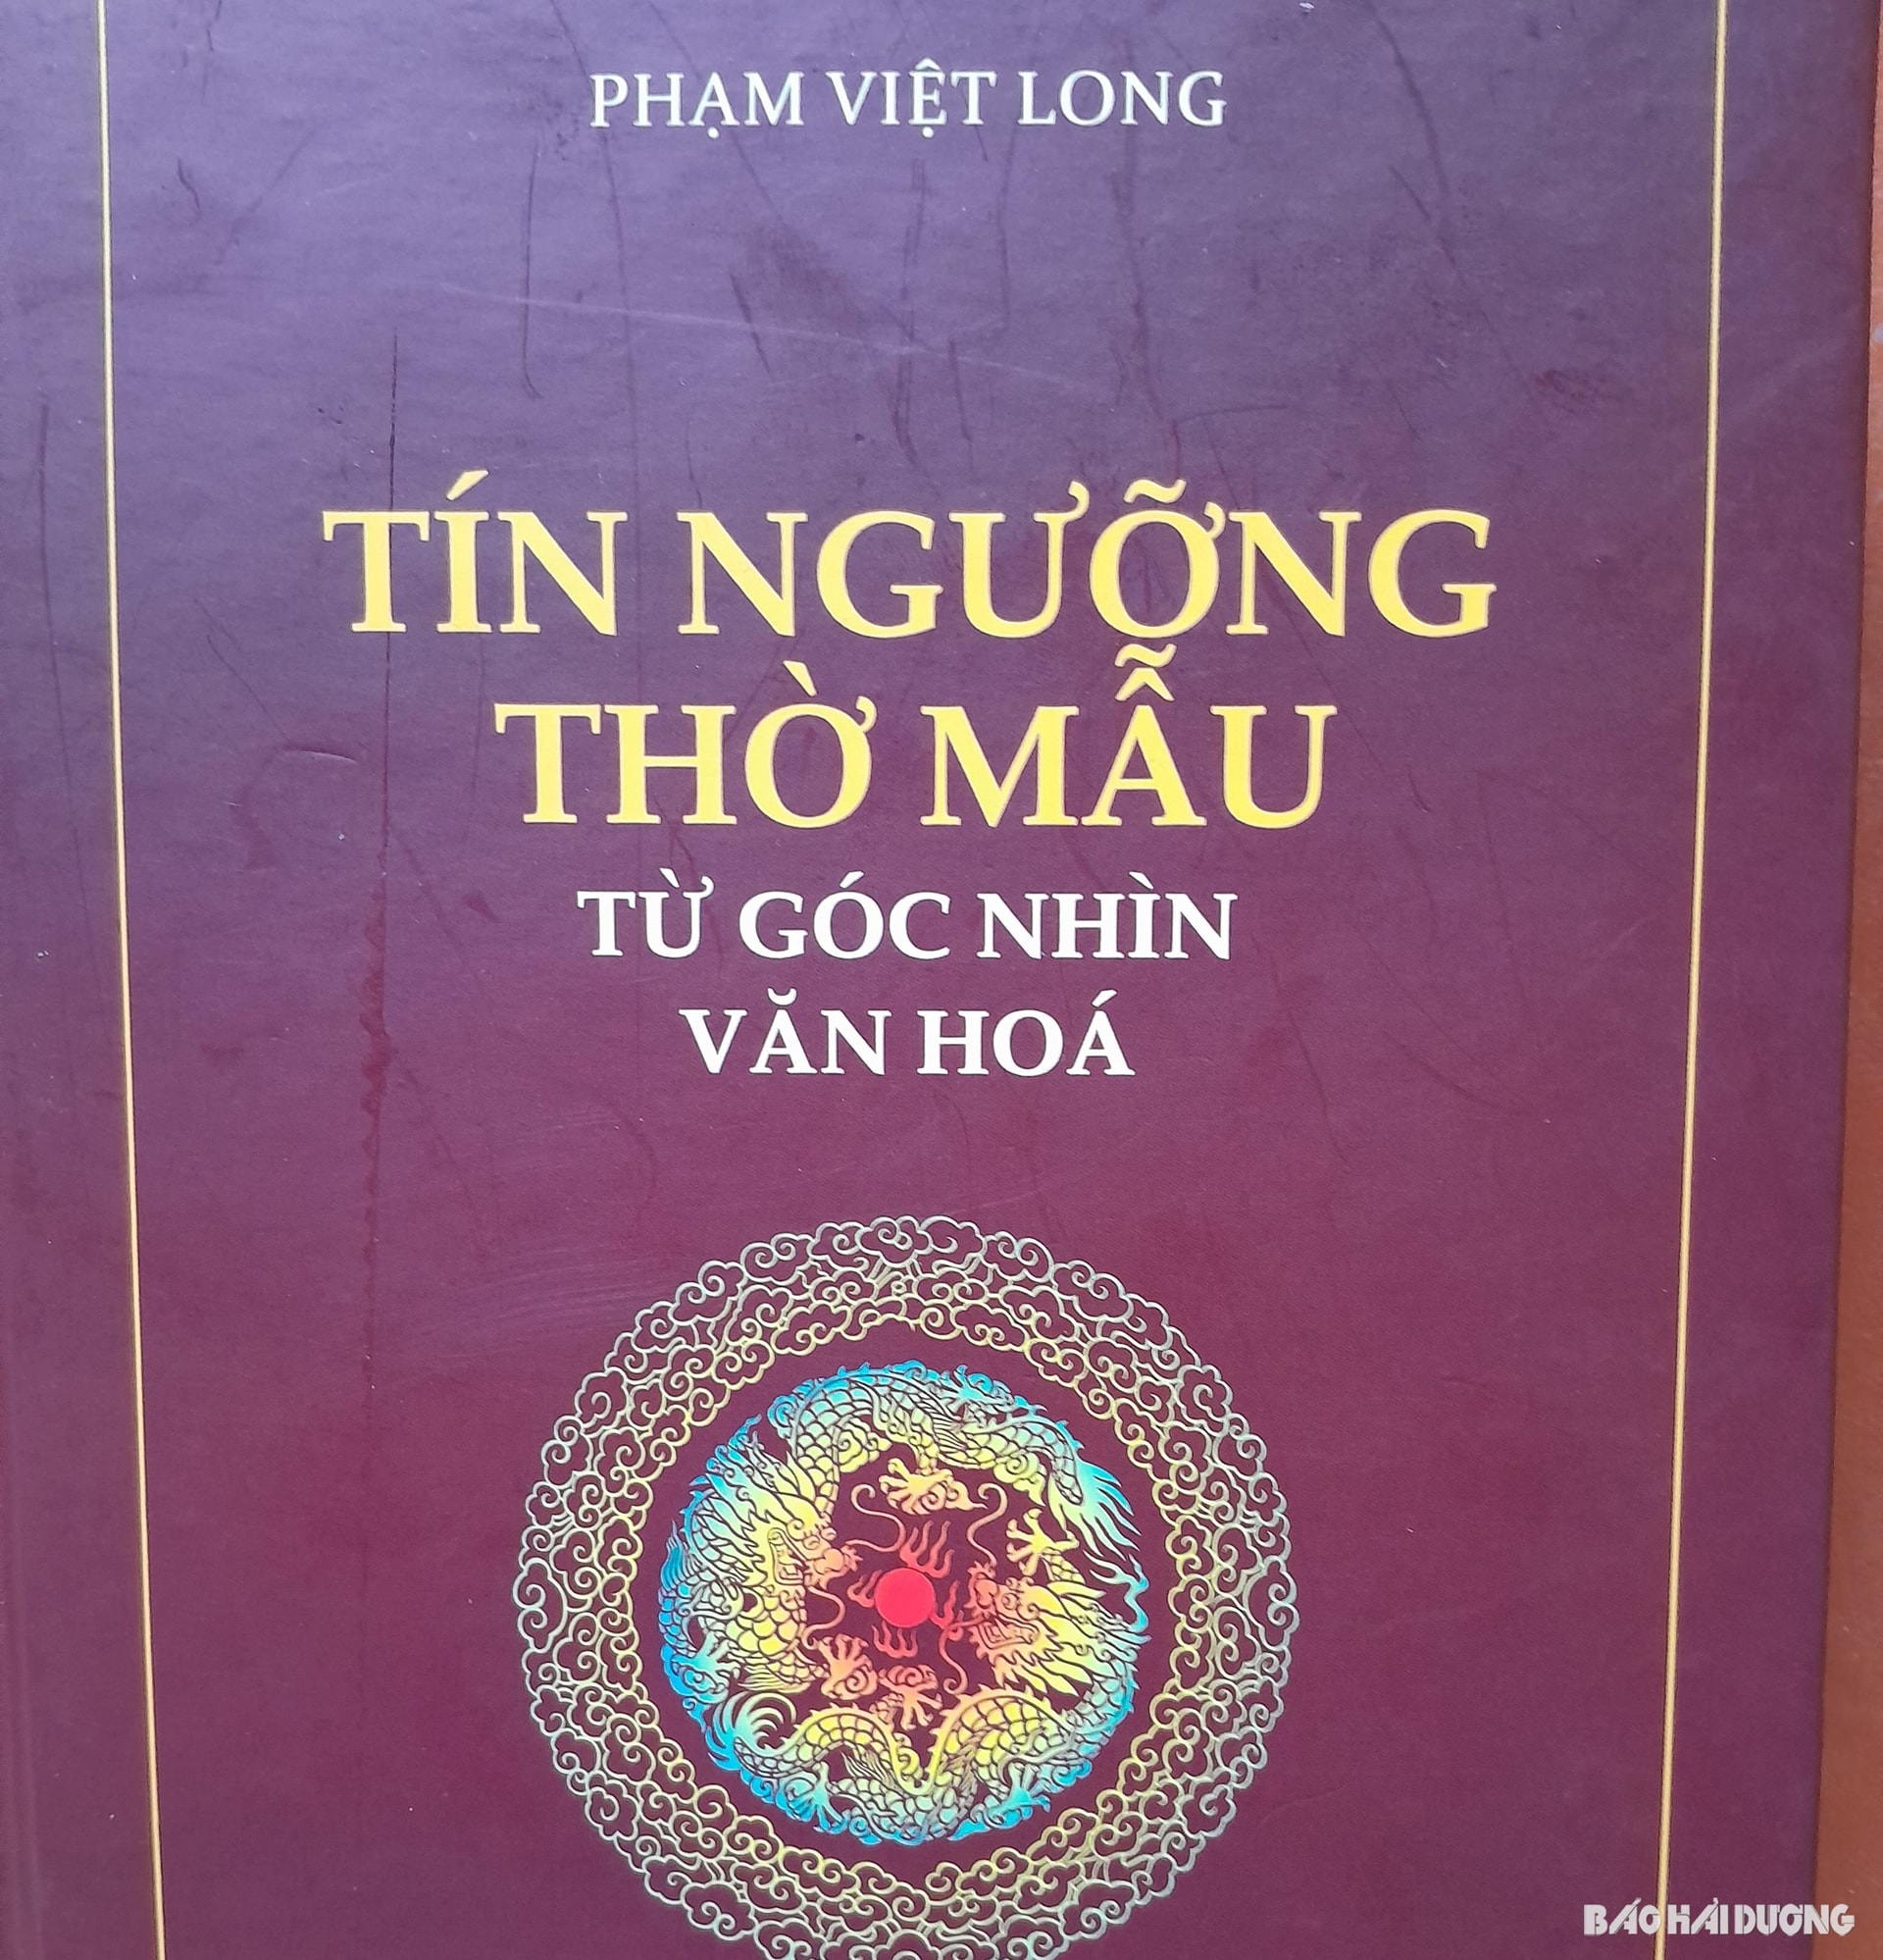 PHẠM VIỆT LONG
TÍN NGƯỠNG
THỜ MẪU
TỪ GÓC NHÌN
VĂN HOÁ
BÁO HẢI DƯƠNG